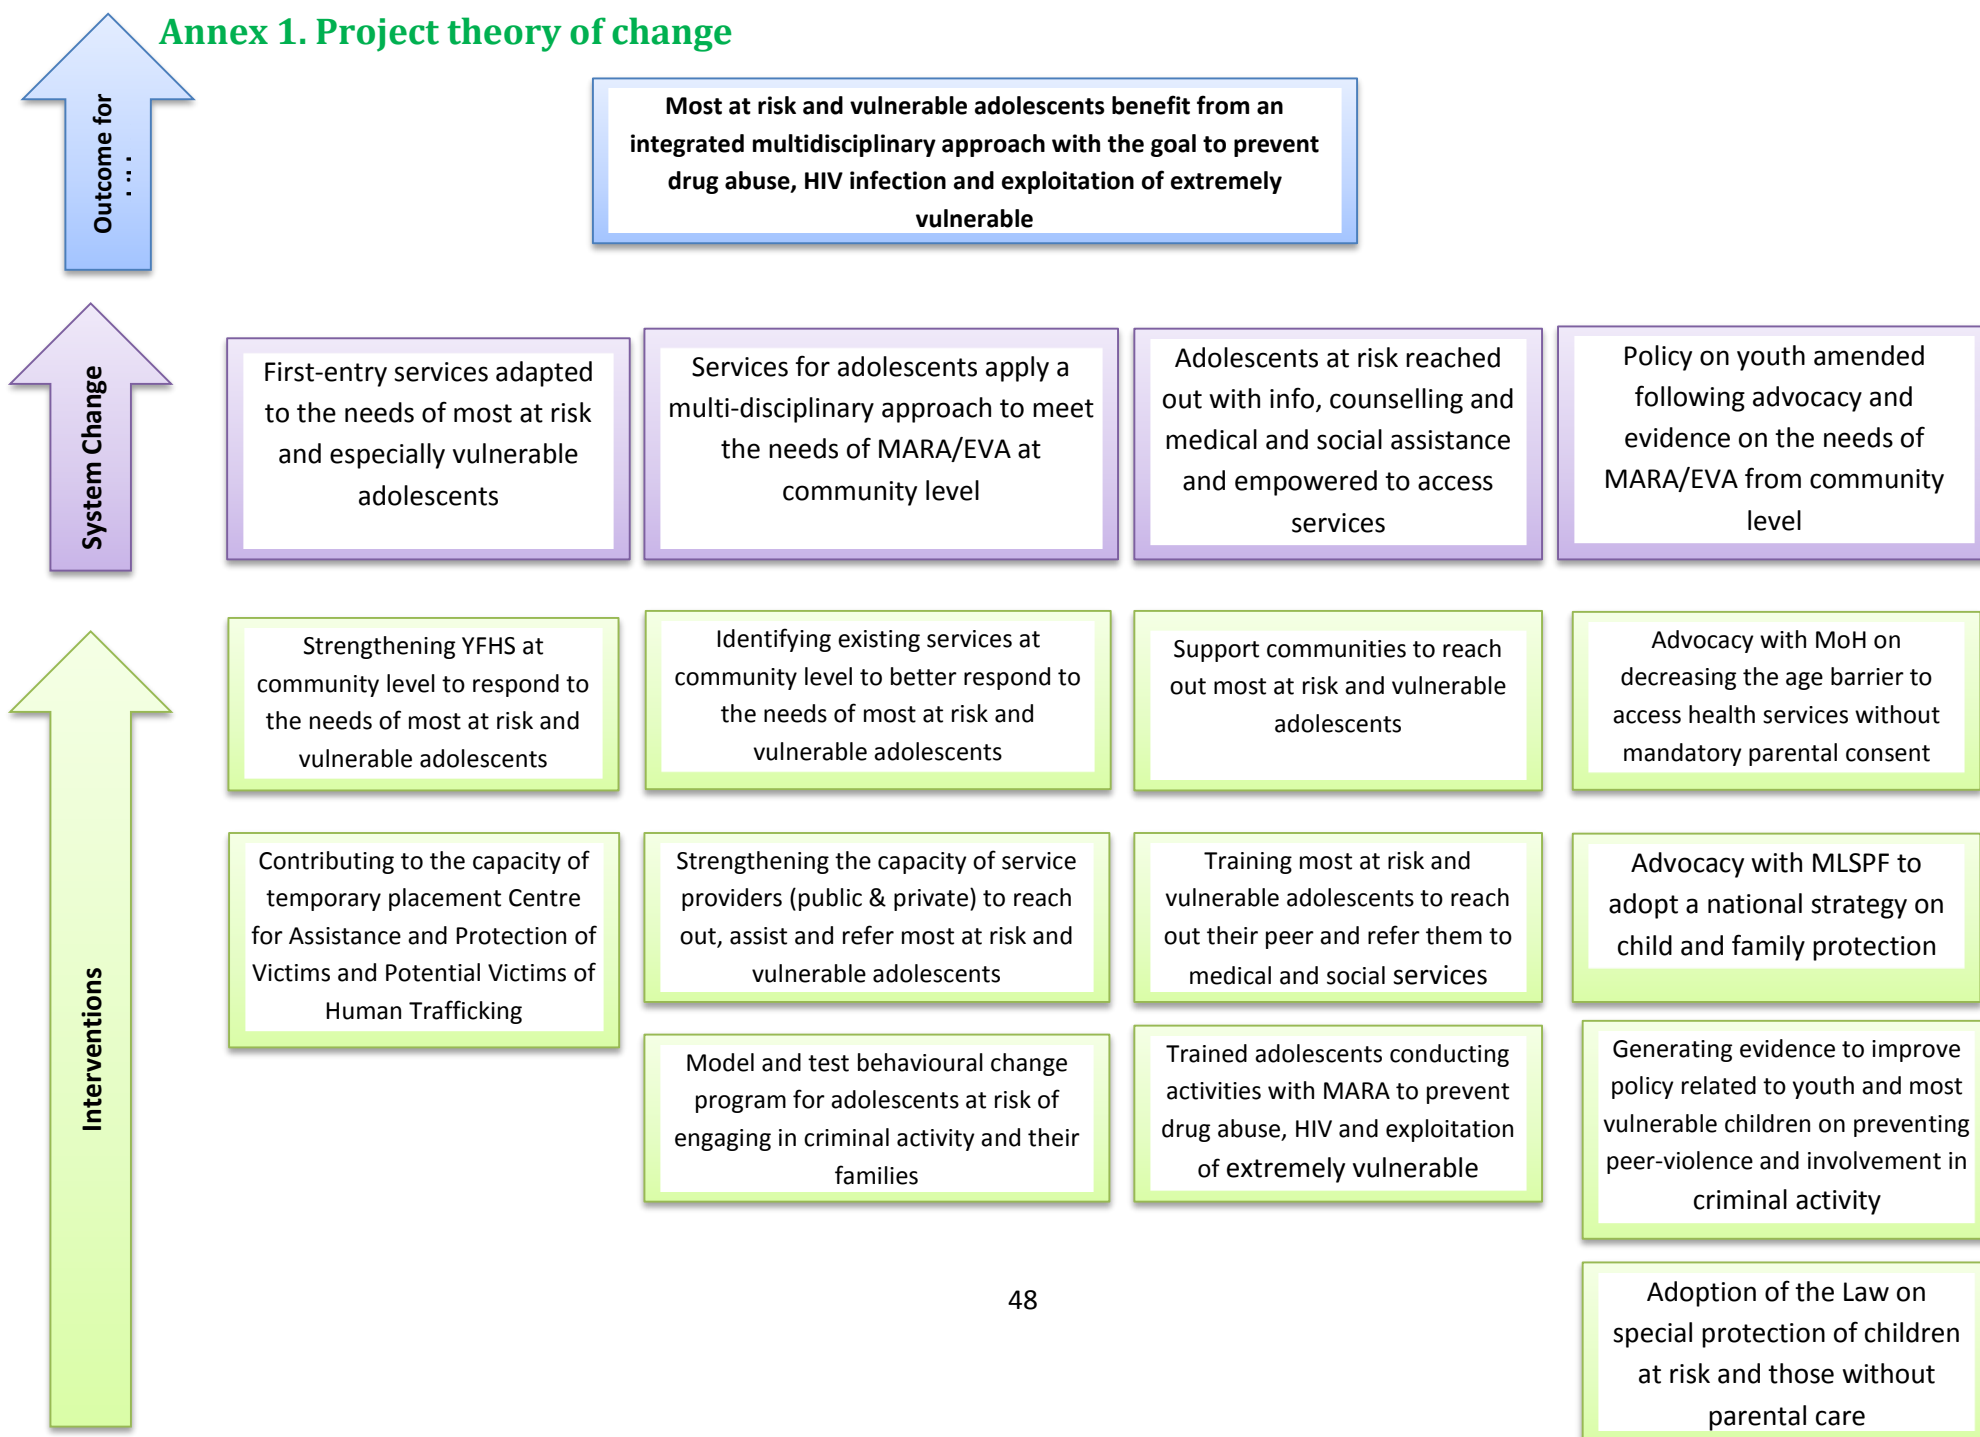 Annex 1. Project theory of change
Outcome for
Most at risk and vulnerable adolescents benefit from an
integrated multidisciplinary approach with the goal to prevent
drug abuse, HIV infection and exploitation of extremely
vulnerable
System Change
First-entry services adapted
to the needs of most at risk
and especially vulnerable
adolescents
Services for adolescents apply a
multi-disciplinary approach to meet
the needs of MARA/EVA at
community level
Adolescents at risk reached
out with info, counselling and
medical and social assistance
and empowered to access
services
Policy on youth amended
following advocacy and
evidence on the needs of
MARA/EVA from community
level
Interventions
Strengthening YFHS at
community level to respond to
the needs of most at risk and
vulnerable adolescents
Identifying existing services at
community level to better respond to
the needs of most at risk and
vulnerable adolescents
Support communities to reach
out most at risk and vulnerable
adolescents
Advocacy with MoH on
decreasing the age barrier to
access health services without
mandatory parental consent
Contributing to the capacity of
temporary placement Centre
for Assistance and Protection of
Victims and Potential Victims of
Human Trafficking
Strengthening the capacity of service
providers (public & private) to reach
out, assist and refer most at risk and
vulnerable adolescents
Training most at risk and
vulnerable adolescents to reach
out their peer and refer them to
medical and social services
Advocacy with MLSPF to
adopt a national strategy on
child and family protection
Model and test behavioural change
program for adolescents at risk of
engaging in criminal activity and their
families
Trained adolescents conducting
activities with MARA to prevent
drug abuse, HIV and exploitation
of extremely vulnerable
Generating evidence to improve
policy related to youth and most
vulnerable children on preventing
peer-violence and involvement in
criminal activity
Adoption of the Law on
special protection of children
at risk and those without
parental care
48